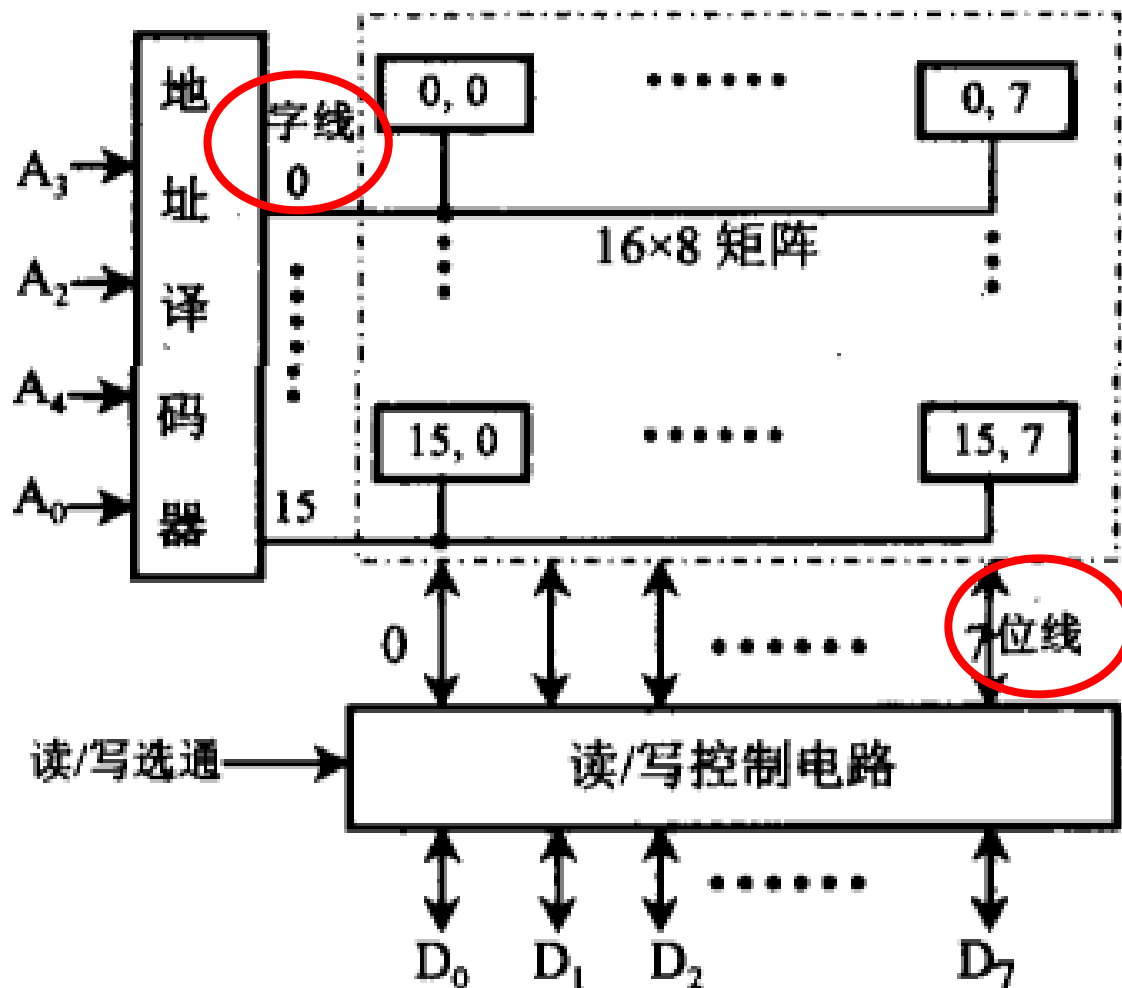 地址译码器
字线
0
0, 0 ...... 0, 7
A₃
16×8 矩阵
A₂
A₄
15, 0 ...... 15, 7
A₀
15
0 ...... 7 位线
读/写选通
读/写控制电路
D₀ D₁ D₂ ...... D₇